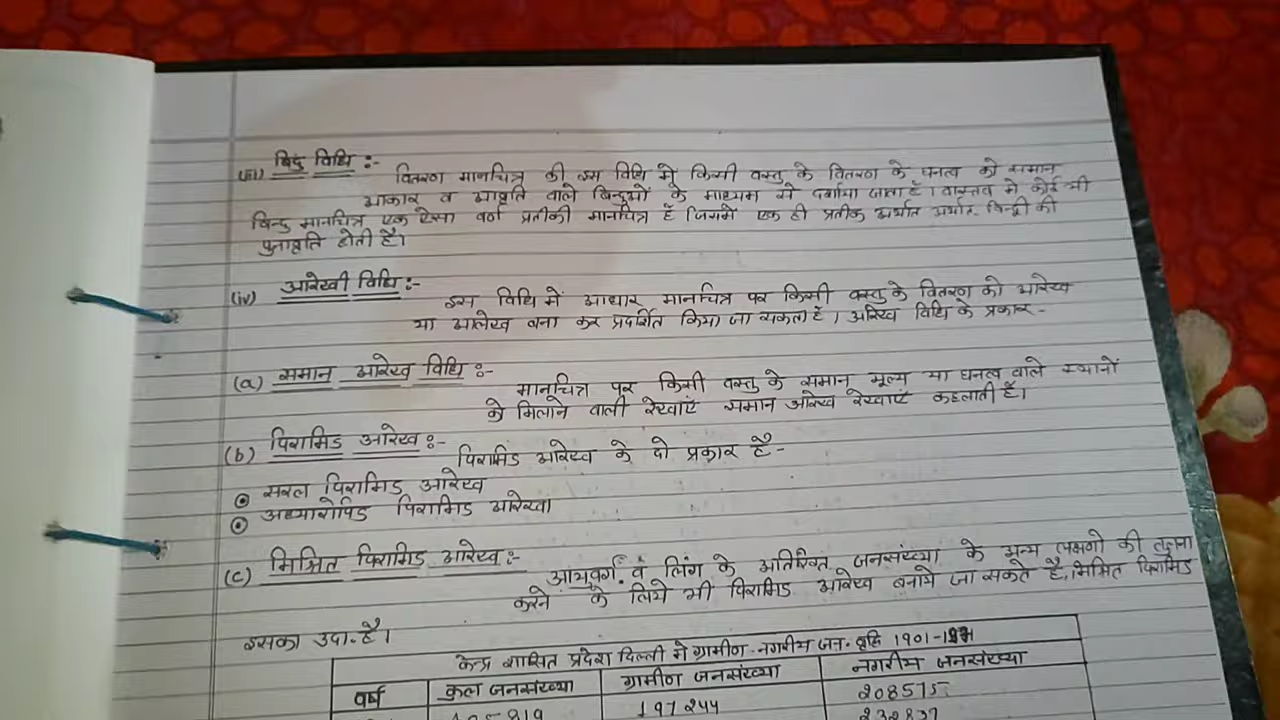 (iii) बिंदु विधि :-
वितरण मानचित्र की इस विधि में किसी वस्तु के वितरण के घनत्व को समान
आकार व आवृति वाले बिन्दुओं के माध्यम से दर्शाया जाता है। वास्तव में कोई भी
बिन्दु मानचित्र एक ऐसा वर्ण प्रतीकी मानचित्र है जिसमें एक ही प्रतीक अर्थात अर्थात. बिन्दी की
पुनावृति होती है।
(iv) आरेखी विधि :-
इस विधि में आधार मानचित्र पर किसी वस्तु के वितरण को आरेख
या आलेख बना कर प्रदर्शित किया जा सकता है। आरेख विधि के प्रकार -
(a) समान आरेख विधि :-
मानचित्र पर किसी वस्तु के समान मूल्य या घनत्व वाले स्थानों
को मिलाने वाली रेखाएं समान आरेख रेखाएं कहलाती है।
(b) पिरामिड आरेख :-
पिरामिड आरेख के दो प्रकार है -
सरल पिरामिड आरेख
अध्यारोपिड पिरामिड आरेख।
(c) मिश्रित पिरामिड आरेख :-
आयुवर्ग वं लिंग के अतिरिक्त जनसंख्या के अन्य लक्षणो की तुलना
करने के लिये भी पिरामिड आरेख बनाये जा सकते है, मिश्रित पिरामिड
इसका उदा. है।
केन्द्र शासित प्रदेश दिल्ली में ग्रामीण - नगरीय जन. वृद्धि 1901-
वर्ष कुल जनसंख्या ग्रामीण जनसंख्या नगरीय जनसंख्या
197244 208575